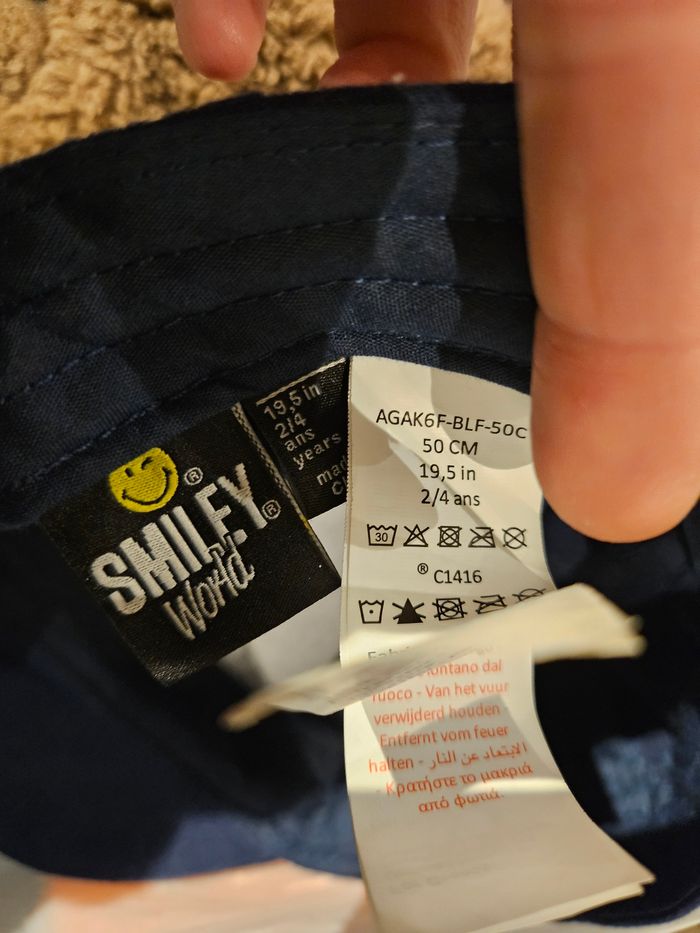 SMILEY®
®
World
19,5 in
2/4
ans
years
AGAK6F-BLF-50C
50 CM
19,5 in
2/4 ans
30
® C1416
dal
fuoco - Van het vuur
verwijderd houden
Entfernt vom feuer
halten - الابتعاد عن النار
- Κρατήστε το μακριά
από φωτιά.